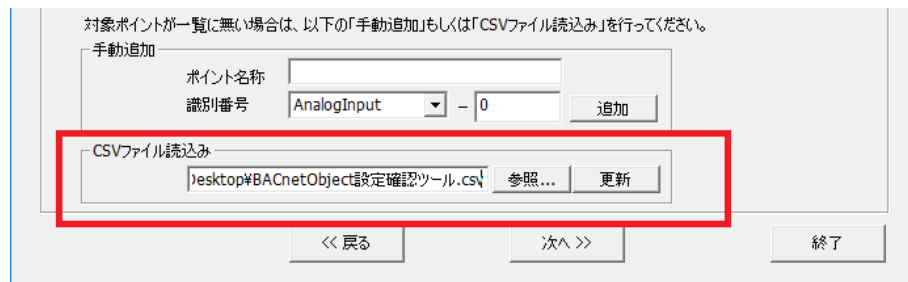 対象ポイントが一覧に無い場合は、以下の「手動追加」もしくは「CSVファイル読込み」を行ってください。
手動追加
ポイント名称
識別番号 AnalogInput - 0 追加
CSVファイル読込み
Desktop¥BACnetObject設定確認ツール.csv 参照... 更新
<< 戻る 次へ >> 終了